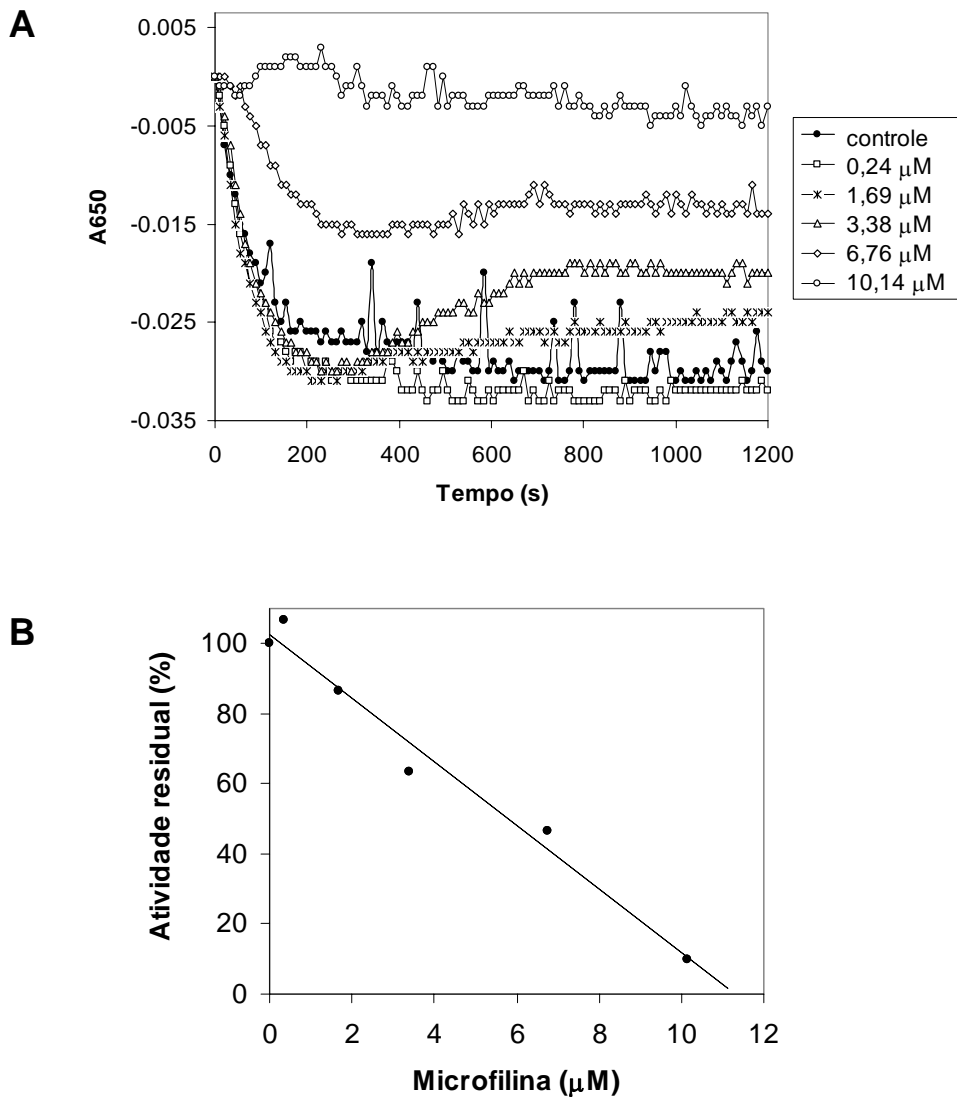 A
0.005
-0.005
-0.015
-0.025
-0.035
A650
0 200 400 600 800 1000 1200
Tempo (s)
controle
0,24 μM
1,69 μM
3,38 μM
6,76 μM
10,14 μM
B
100
80
60
40
20
0
Atividade residual (%)
0 2 4 6 8 10 12
Microfilina (μM)